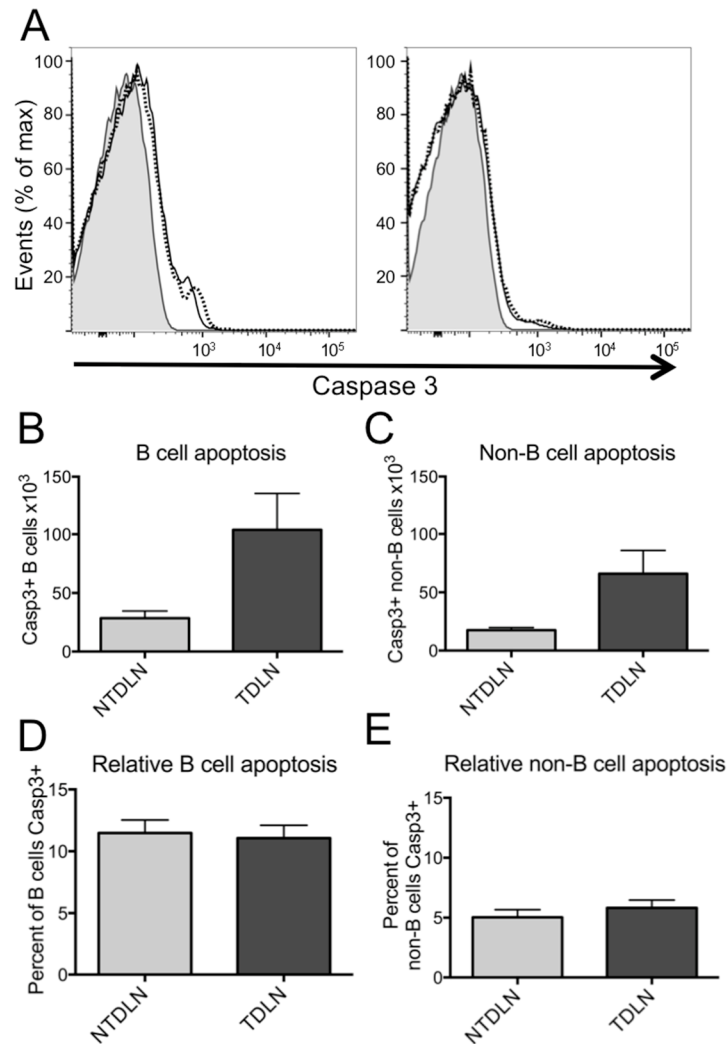 A
Events (% of max)
100
80
60
40
20
10³ 10⁴ 10⁵
100
80
60
40
20
10³ 10⁴ 10⁵
Caspase 3
B
B cell apoptosis
Casp3+ B cells x10³
150
100
50
0
NTDLN
TDLN
C
Non-B cell apoptosis
Casp3+ non-B cells x10³
150
100
50
0
NTDLN
TDLN
D
Relative B cell apoptosis
Percent of B cells Casp3+
15
10
5
0
NTDLN
TDLN
E
Relative non-B cell apoptosis
Percent of
non-B cells Casp3+
15
10
5
0
NTDLN
TDLN